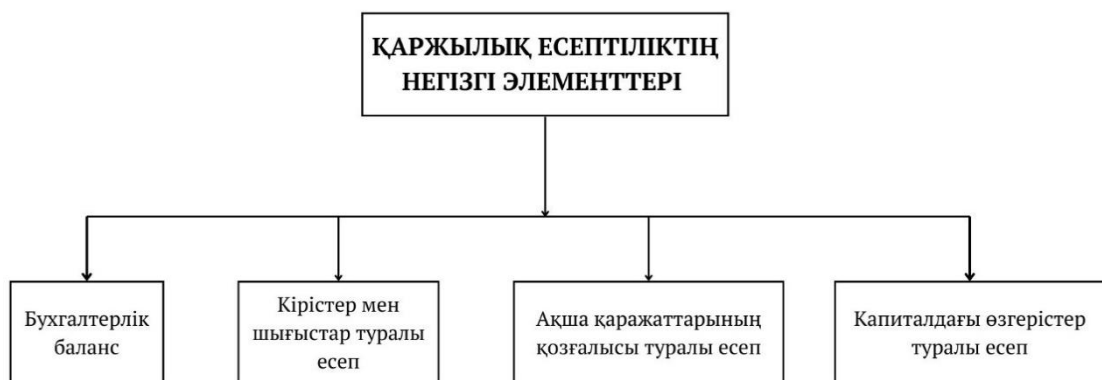 ҚАРЖЫЛЫҚ ЕСЕПТІЛІКТІҢ
НЕГІЗГІ ЭЛЕМЕНТТЕРІ
Бухгалтерлік
баланс
Кірістер мен
шығыстар туралы
есеп
Ақша қаражаттарының
қозғалысы туралы есеп
Капиталдағы өзгерістер
туралы есеп